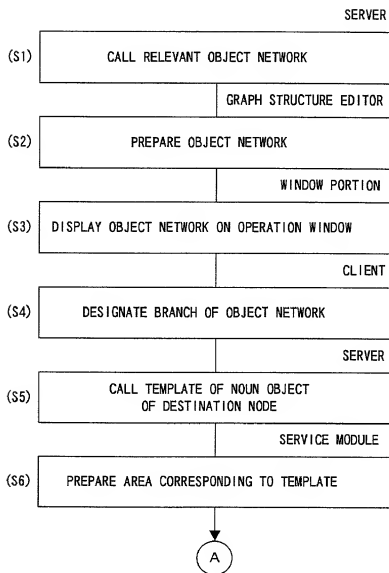 SERVER
(S1) CALL RELEVANT OBJECT NETWORK
GRAPH STRUCTURE EDITOR
(S2) PREPARE OBJECT NETWORK
WINDOW PORTION
(S3) DISPLAY OBJECT NETWORK ON OPERATION WINDOW
CLIENT
(S4) DESIGNATE BRANCH OF OBJECT NETWORK
SERVER
(S5) CALL TEMPLATE OF NOUN OBJECT
OF DESTINATION NODE
SERVICE MODULE
(S6) PREPARE AREA CORRESPONDING TO TEMPLATE
A